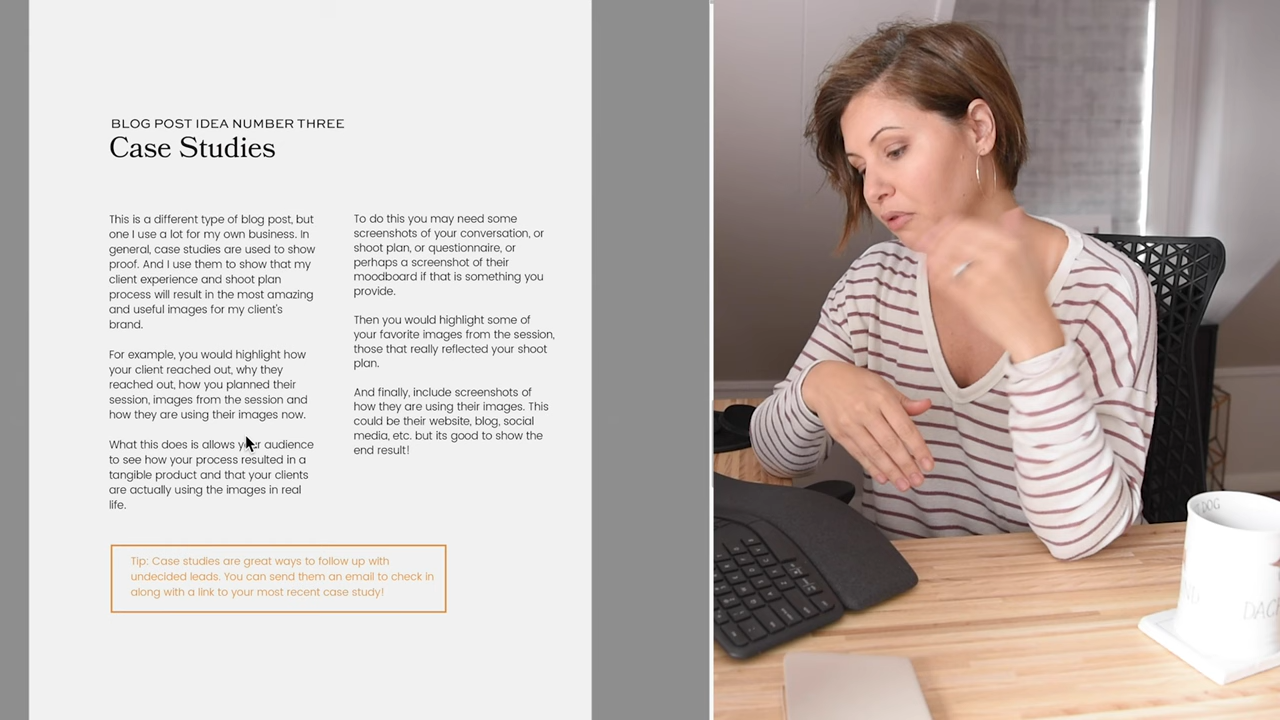 BLOG POST IDEA NUMBER THREE
Case Studies
This is a different type of blog post, but
one I use a lot for my own business. In
general, case studies are used to show
proof. And I use them to show that my
client experience and shoot plan
process will result in the most amazing
and useful images for my client's
brand.
For example, you would highlight how
your client reached out, why they
reached out, how you planned their
session, images from the session and
how they are using their images now.
What this does is allows your audience
to see how your process resulted in a
tangible product and that your clients
are actually using the images in real
life.
To do this you may need some
screenshots of your conversation, or
shoot plan, or questionnaire, or
perhaps a screenshot of their
moodboard if that is something you
provide.
Then you would highlight some of
your favorite images from the session,
those that really reflected your shoot
plan.
And finally, include screenshots of
how they are using their images. This
could be their website, blog, social
media, etc. but its good to show the
end result!
Tip: Case studies are great ways to follow up with
undecided leads. You can send them an email to check in
along with a link to your most recent case study!
DOG